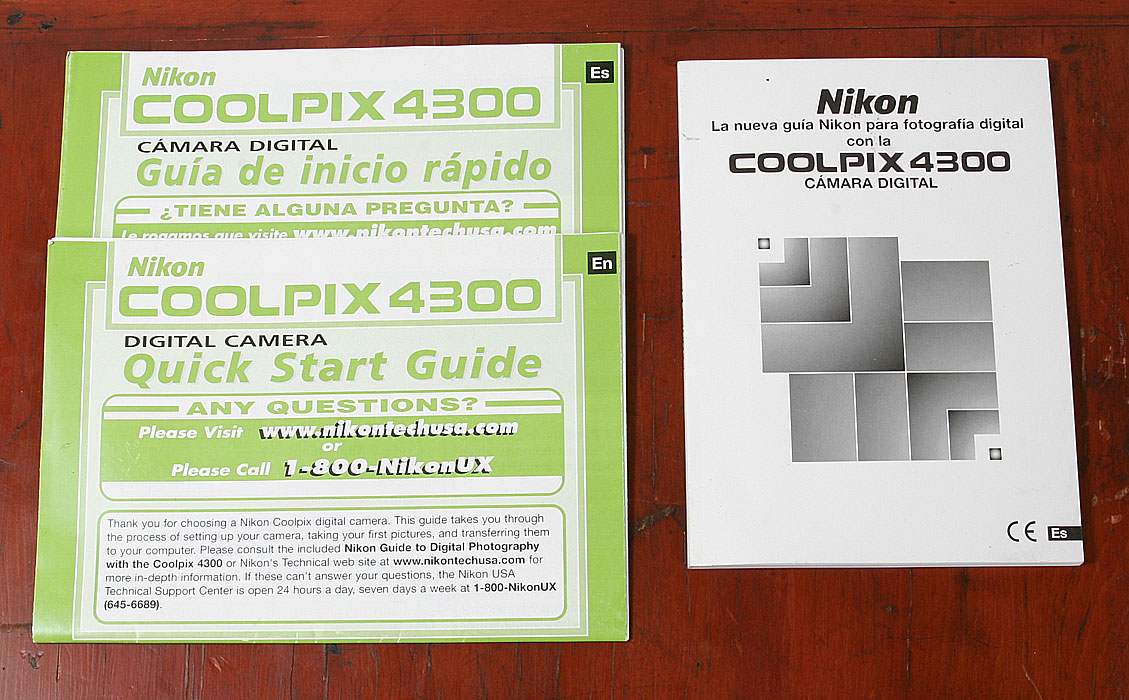 Nikon
Es
COOLPIX 4300
CÁMARA DIGITAL
Guía de inicio rápido
¿TIENE ALGUNA PREGUNTA?
Le rogamos que visite www.nikontechusa.com
Nikon
En
COOLPIX 4300
DIGITAL CAMERA
Quick Start Guide
ANY QUESTIONS?
Please Visit www.nikontechusa.com
or
Please Call 1-800-NikonUX
Thank you for choosing a Nikon Coolpix digital camera. This guide takes you through
the process of setting up your camera, taking your first pictures, and transferring them
to your computer. Please consult the included Nikon Guide to Digital Photography
with the Coolpix 4300 or Nikon's Technical web site at www.nikontechusa.com for
more in-depth information. If these can't answer your questions, the Nikon USA
Technical Support Center is open 24 hours a day, seven days a week at 1-800-NikonUX
(645-6689).
Nikon
La nueva guía Nikon para fotografía digital
con la
COOLPIX 4300
CÁMARA DIGITAL
CE Es